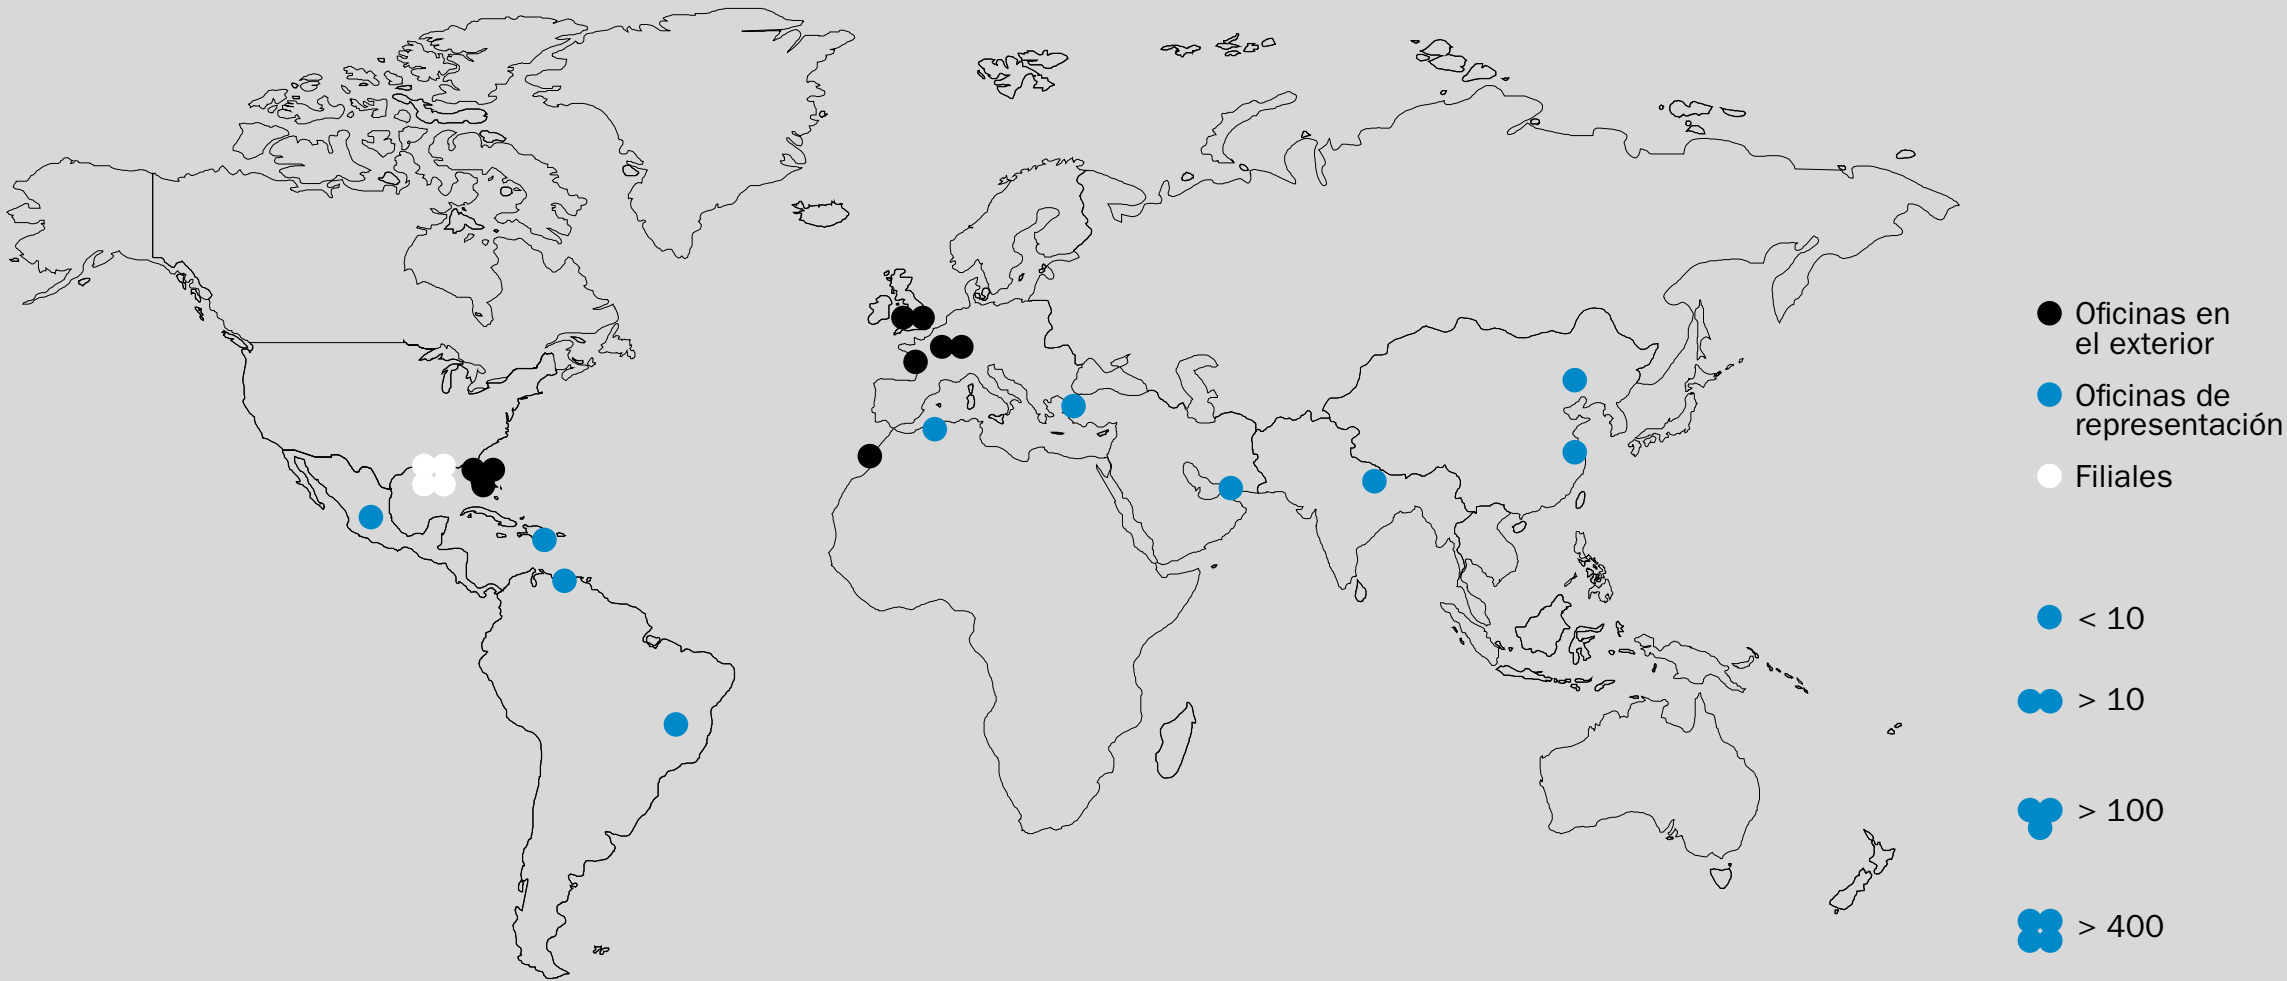 Oficinas en
el exterior
Oficinas de
representación
Filiales
< 10
> 10
> 100
> 400